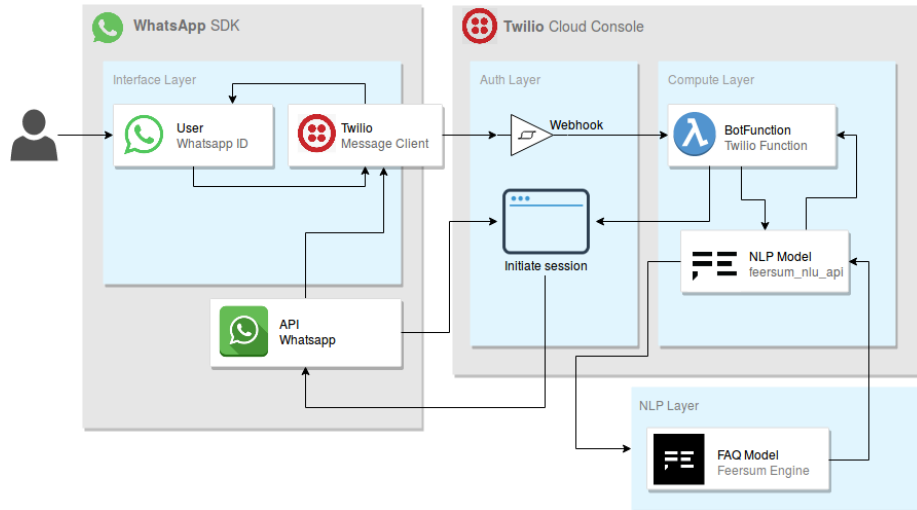 WhatsApp SDK
Twilio Cloud Console
Interface Layer
Auth Layer
Compute Layer
User
Whatsapp ID
Twilio
Message Client
Webhook
BotFunction
Twilio Function
Initiate session
NLP Model
feersum_nlu_api
API
Whatsapp
NLP Layer
FAQ Model
Feersum Engine